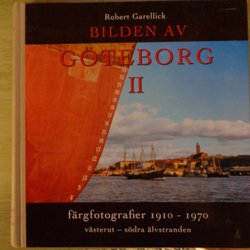 Robert Garellick
BILDEN AV
GÖTEBORG
II
färgfotografier 1910 - 1970
västerut – södra älvstranden